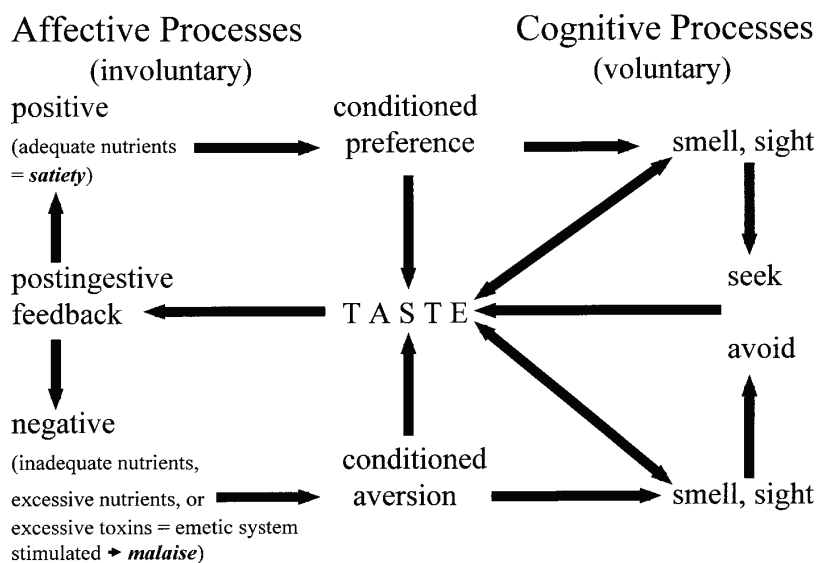 Affective Processes
(involuntary)
Cognitive Processes
(voluntary)
positive
(adequate nutrients
= satiety)
conditioned
preference
smell, sight
postingestive
feedback
T A S T E
seek
avoid
negative
(inadequate nutrients,
excessive nutrients, or
excessive toxins = emetic system
stimulated ➔ malaise)
conditioned
aversion
smell, sight